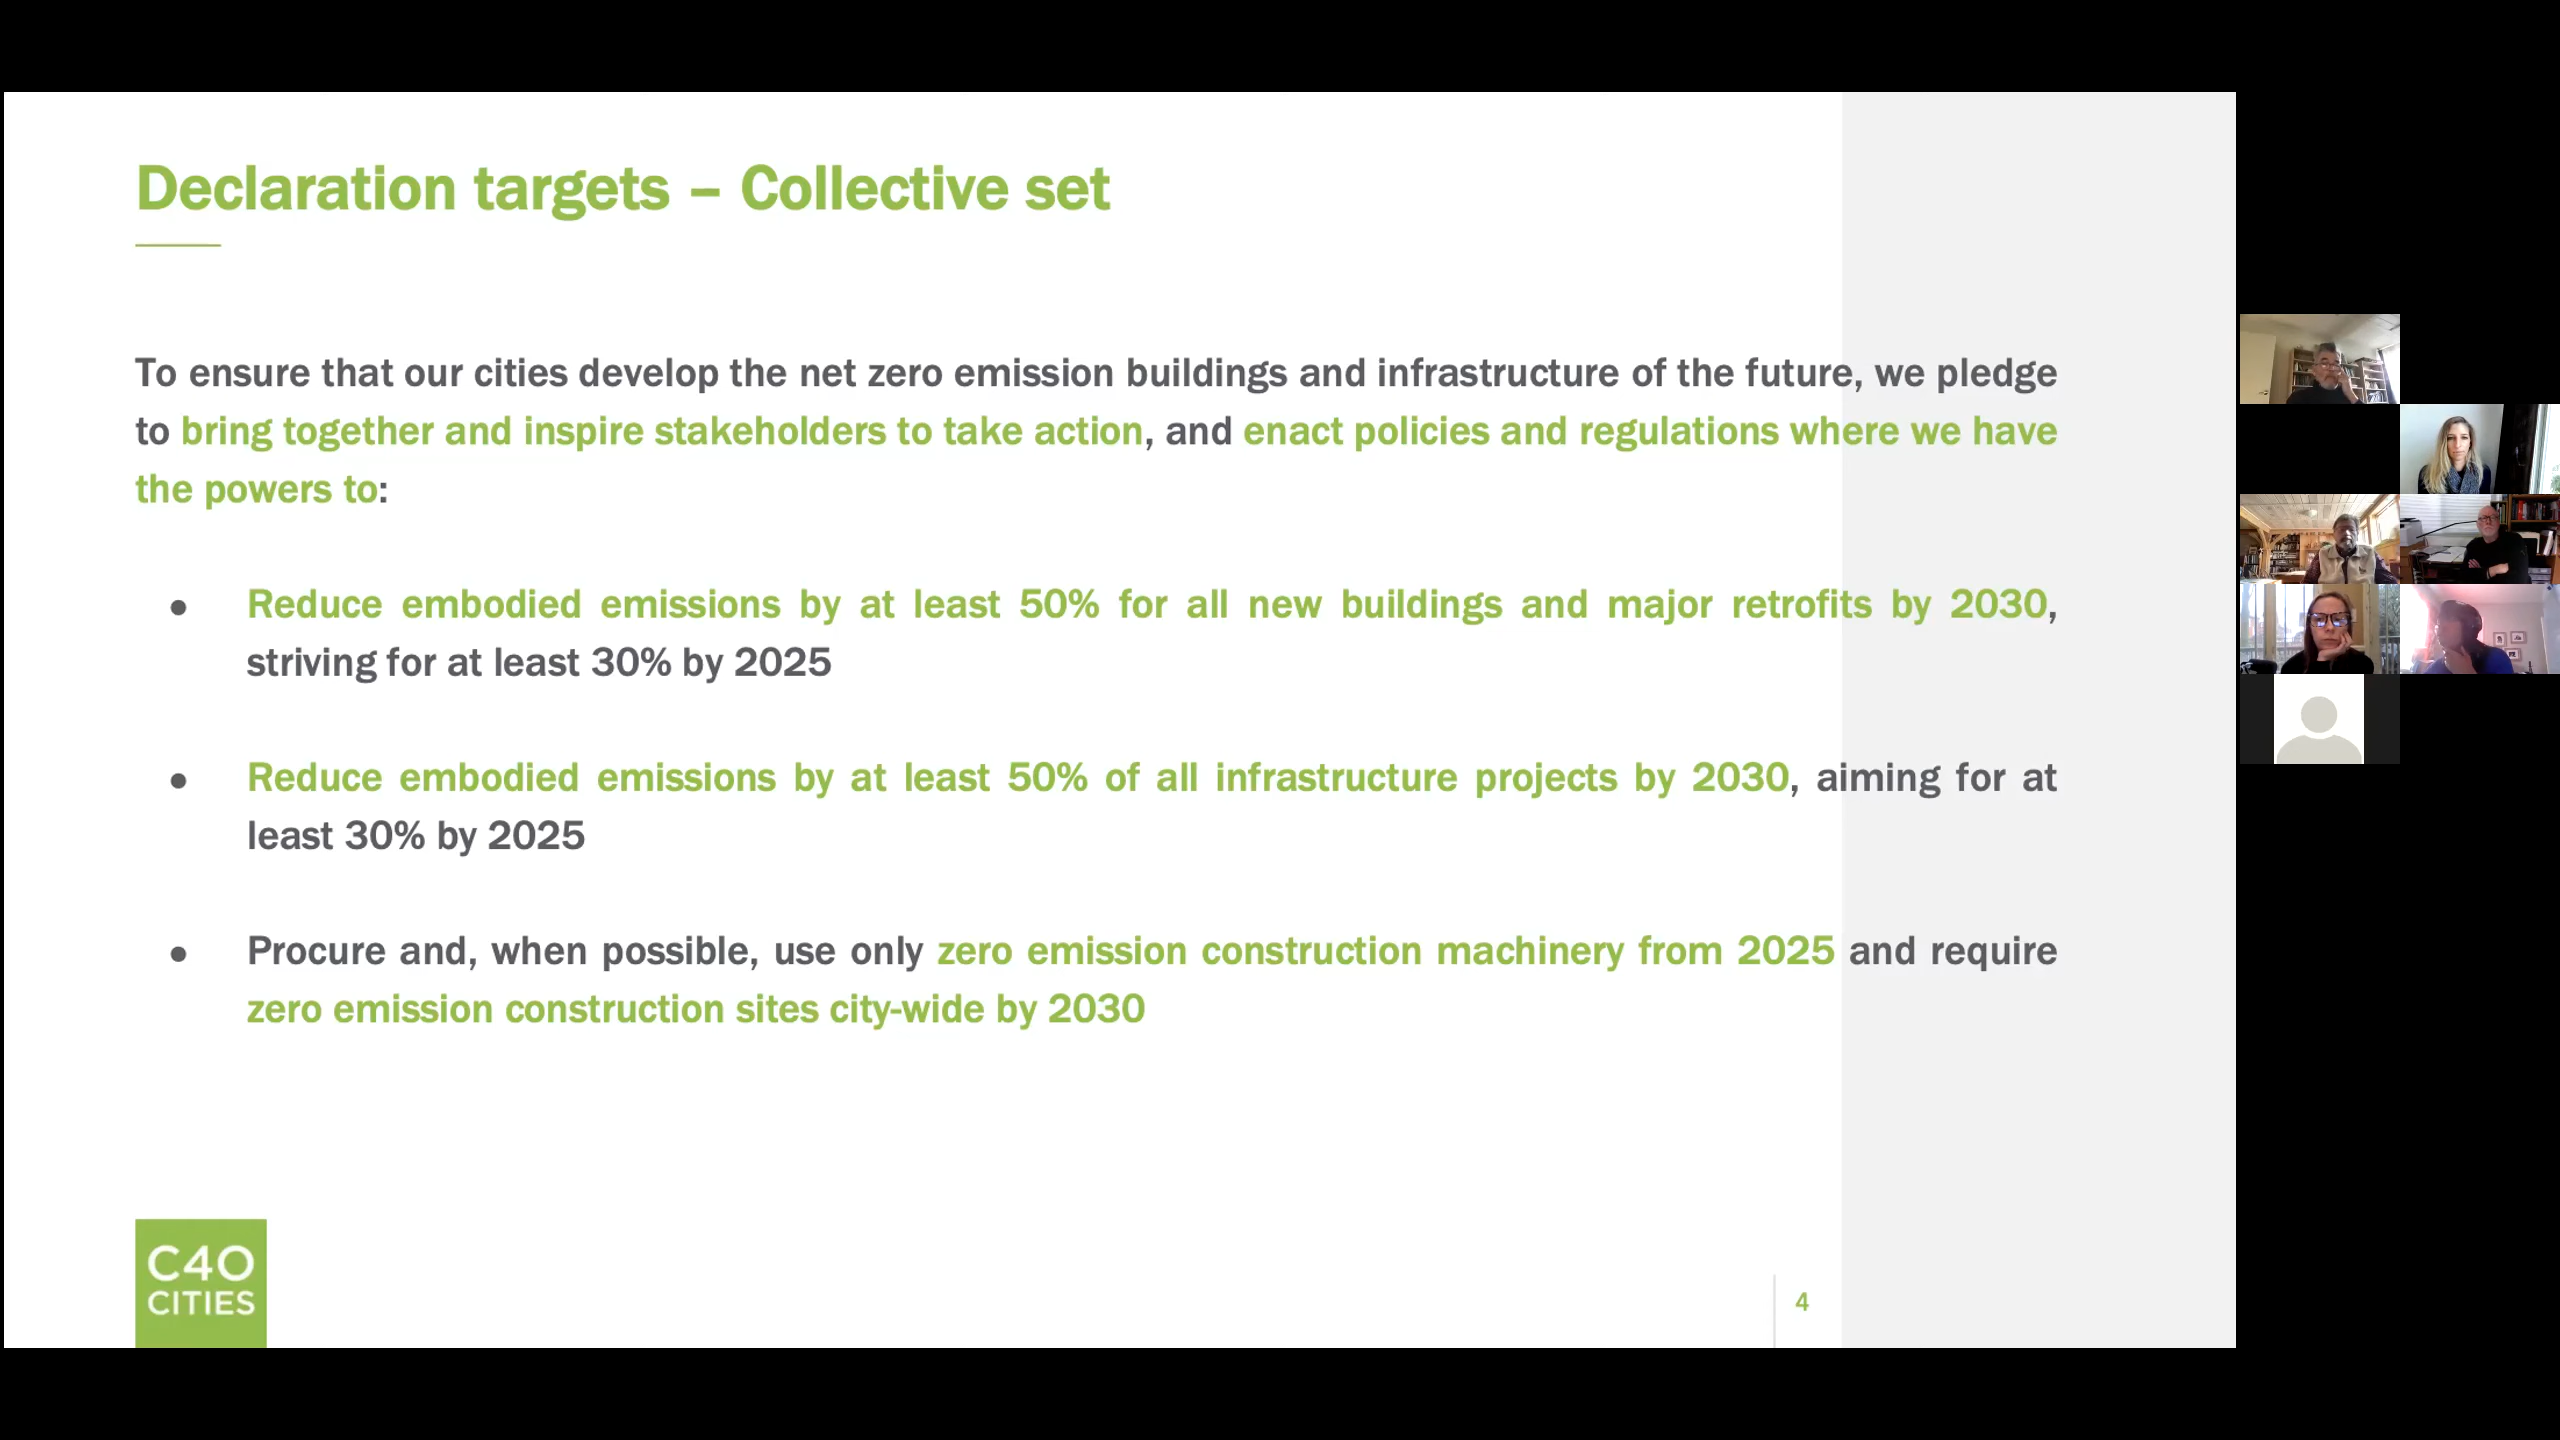 Declaration targets – Collective set
To ensure that our cities develop the net zero emission buildings and infrastructure of the future, we pledge
to bring together and inspire stakeholders to take action, and enact policies and regulations where we have
the powers to:
● Reduce embodied emissions by at least 50% for all new buildings and major retrofits by 2030,
striving for at least 30% by 2025
● Reduce embodied emissions by at least 50% of all infrastructure projects by 2030, aiming for at
least 30% by 2025
● Procure and, when possible, use only zero emission construction machinery from 2025 and require
zero emission construction sites city-wide by 2030
C40
CITIES
4